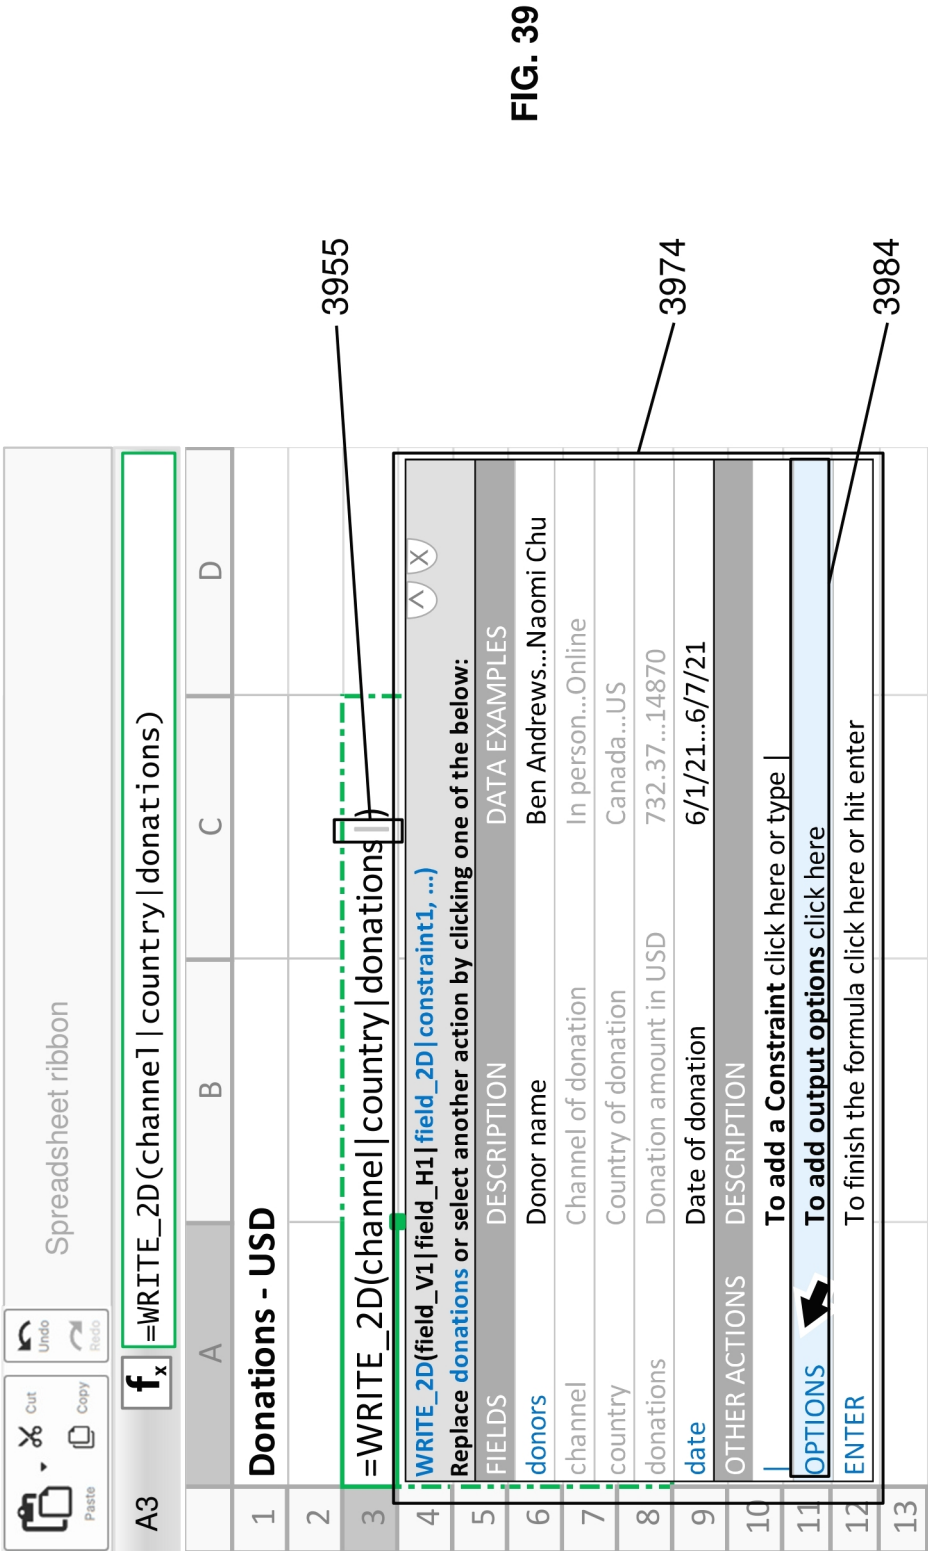 FIG. 39
Spreadsheet ribbon
Paste
Cut
Copy
Undo
Redo
A3
fx
=WRITE_2D(channel|country|donations)
A
B
C
D
1
Donations - USD
2
3
=WRITE_2D(channel|country|donations|)
3955
4
WRITE_2D(field_V1|field_H1|field_2D|constraint1, ...)
^ X
Replace donations or select another action by clicking one of the below:
5
FIELDS DESCRIPTION DATA EXAMPLES
6
donors Donor name Ben Andrews...Naomi Chu
7
channel Channel of donation In person...Online
country Country of donation Canada...US
8
donations Donation amount in USD 732.37...14870
3974
9
date Date of donation 6/1/21...6/7/21
OTHER ACTIONS DESCRIPTION
10
| To add a Constraint click here or type |
11
OPTIONS To add output options click here
3984
12
ENTER To finish the formula click here or hit enter
13